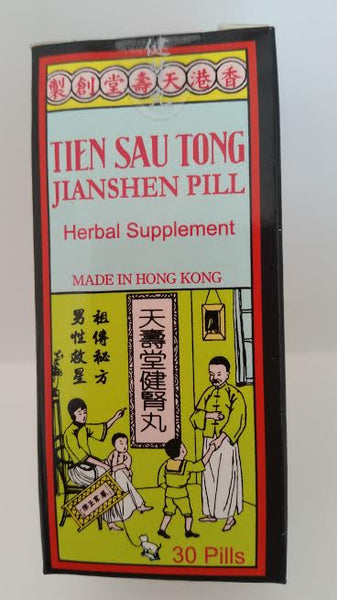 健
香港天壽堂創製
TIEN SAU TONG
JIANSHEN PILL
Herbal Supplement
MADE IN HONG KONG
祖傳秘方
男性救星
天壽堂健腎丸
30 Pills